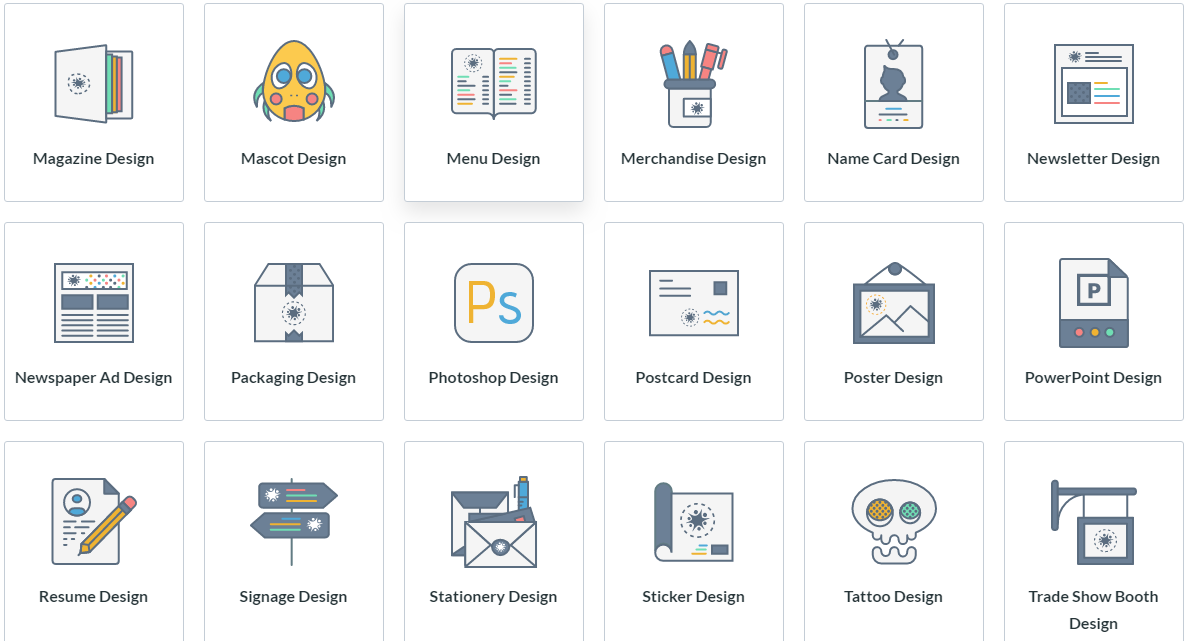 Magazine Design
Mascot Design
Menu Design
Merchandise Design
Name Card Design
Newsletter Design
Newspaper Ad Design
Packaging Design
Ps
Photoshop Design
Postcard Design
Poster Design
P
PowerPoint Design
Resume Design
Signage Design
Stationery Design
Sticker Design
Tattoo Design
Trade Show Booth
Design